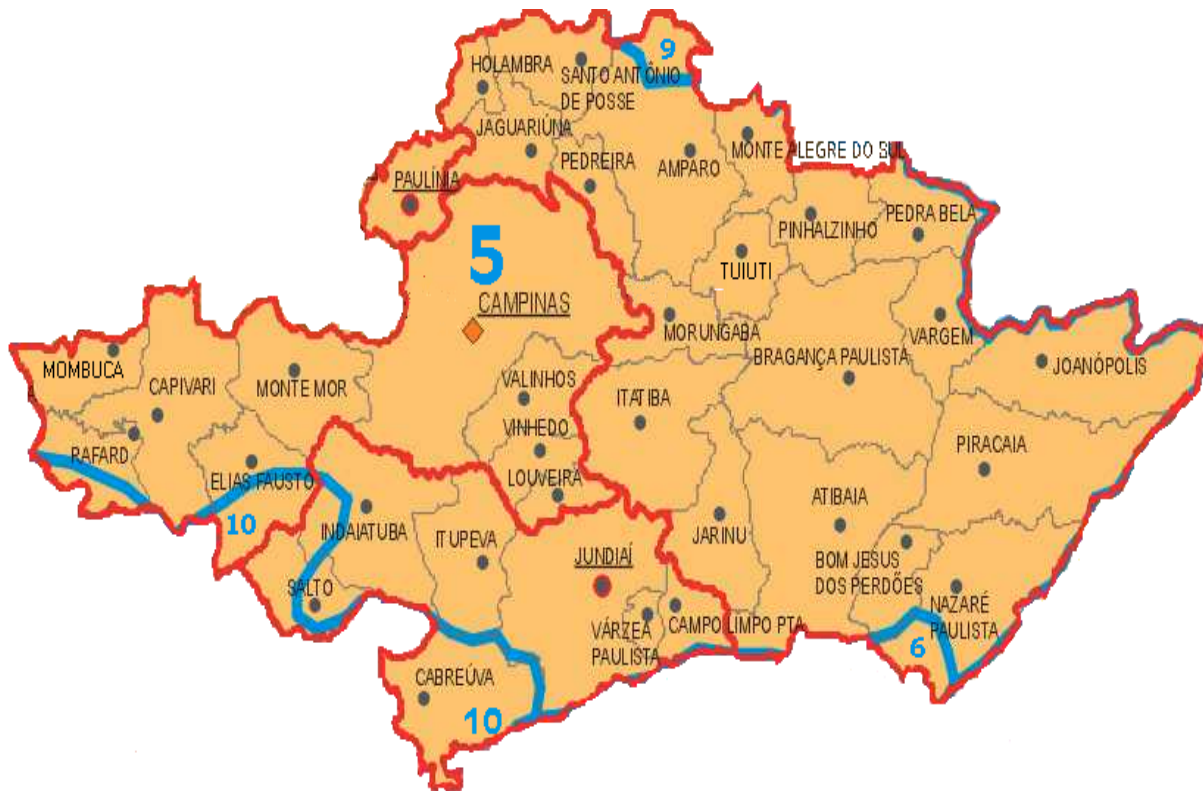 9
HOLAMBRA
SANTO ANTÔNIO
DE POSSE
JAGUARIÚNA
MONTE ALEGRE DO SUL
PEDREIRA
AMPARO
PAULÍNIA
PEDRA BELA
PINHALZINHO
5
TUIUTI
CAMPINAS
MORUNGABA
VARGEM
BRAGANÇA PAULISTA
JOANÓPOLIS
MOMBUCA
VALINHOS
CAPIVARI
MONTE MOR
ITATIBA
VINHEDO
PIRACAIA
RAFARD
ELIAS FAUSTO
LOUVEIRA
ATIBAIA
10
INDAIATUBA
ITUPEVA
JARINU
JUNDIAÍ
BOM JESUS
DOS PERDÕES
SALTO
NAZARÉ
PAULISTA
VÁRZEA
PAULISTA
CAMPO LIMPO PTA
6
CABREÚVA
10